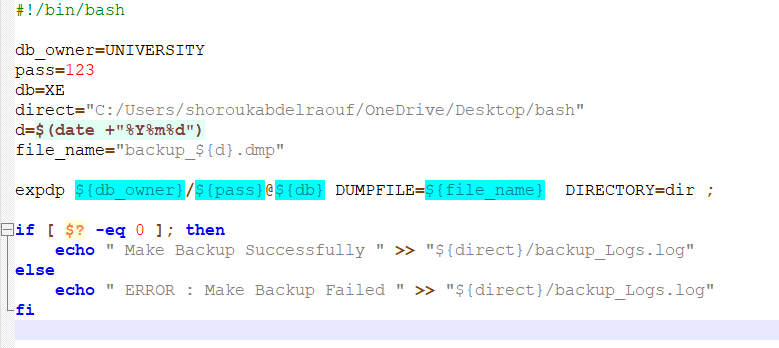 #!/bin/bash
db_owner=UNIVERSITY
pass=123
db=XE
direct="C:/Users/shoroukabdelraouf/OneDrive/Desktop/bash"
d=$(date +"%Y%m%d")
file_name="backup_${d}.dmp"
expdp ${db_owner}/${pass}@${db} DUMPFILE=${file_name}  DIRECTORY=dir ;
if [ $? -eq 0 ]; then
    echo " Make Backup Successfully " >> "${direct}/backup_Logs.log"
else
    echo " ERROR : Make Backup Failed " >> "${direct}/backup_Logs.log"
fi